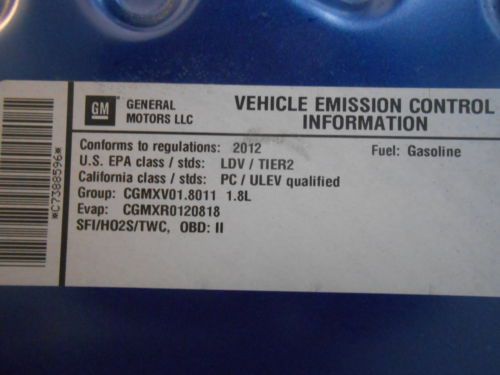 GM
GENERAL
MOTORS LLC
VEHICLE EMISSION CONTROL
INFORMATION
Conforms to regulations: 2012 Fuel: Gasoline
U.S. EPA class / stds: LDV / TIER2
California class / stds: PC / ULEV qualified
Group: CGMXV01.8011 1.8L
Evap: CGMXR0120818
SFI/HO2S/TWC, OBD: II
*C7388596*